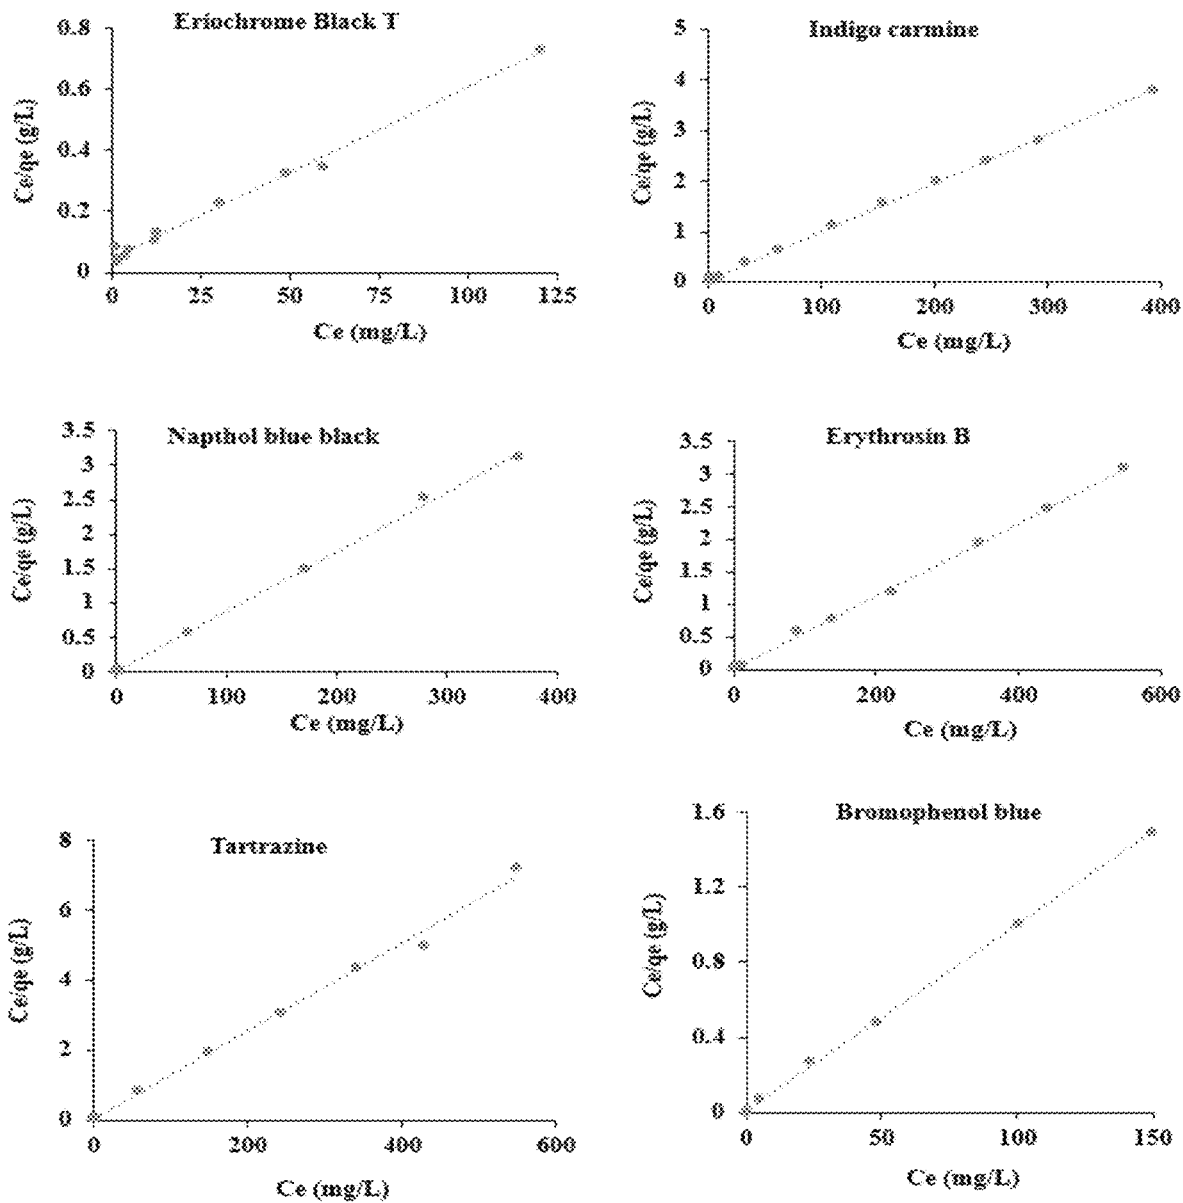 Eriochrome Black T
0.8
0.6
0.4
0.2
0
Ce/qe (g/L)
0 25 50 75 100 125
Ce (mg/L)
Indigo carmine
5
4
3
2
1
0
Ce/qe (g/L)
0 100 200 300 400
Ce (mg/L)
Napthol blue black
3.5
3
2.5
2
1.5
1
0.5
0
Ce/qe (g/L)
0 100 200 300 400
Ce (mg/L)
Erythrosin B
3.5
3
2.5
2
1.5
1
0.5
0
Ce/qe (g/L)
0 200 400 600
Ce (mg/L)
Tartrazine
8
6
4
2
0
Ce/qe (g/L)
0 200 400 600
Ce (mg/L)
Bromophenol blue
1.6
1.2
0.8
0.4
0
Ce/qe (g/L)
0 50 100 150
Ce (mg/L)